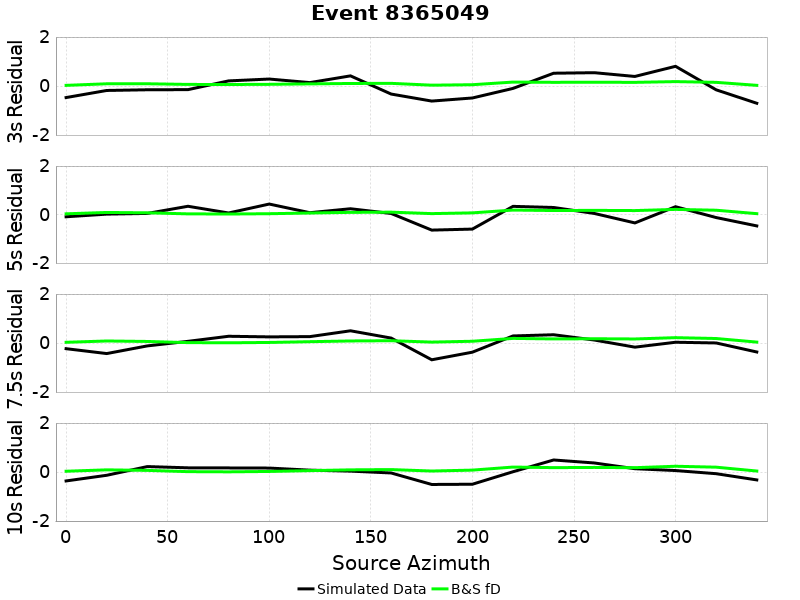 Event 8365049
3s Residual
2
0
-2
5s Residual
2
0
-2
7.5s Residual
2
0
-2
10s Residual
2
0
-2
0 50 100 150 200 250 300
Source Azimuth
Simulated Data B&S fD